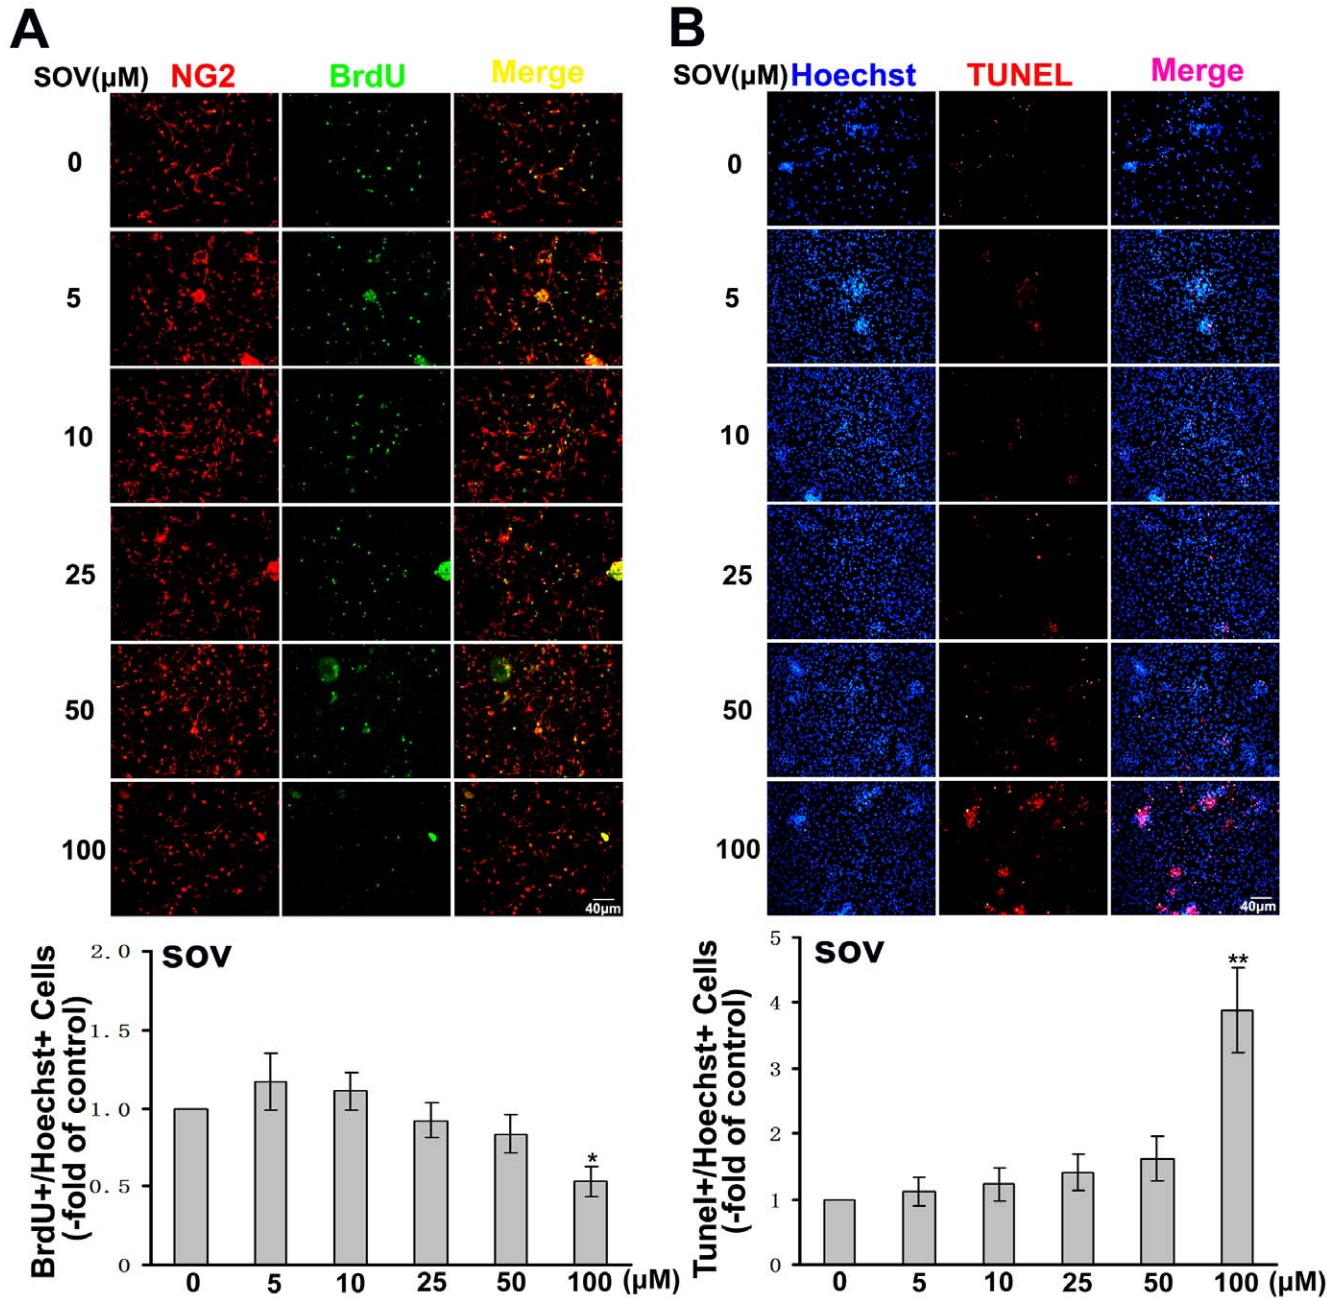 A
SOV(μM) NG2 BrdU Merge
0
5
10
25
50
100
40μm
BrdU+/Hoechst+ Cells
(-fold of control)
SOV
2.0
1.5
1.0
0.5
0
*
0 5 10 25 50 100 (μM)
B
SOV(μM) Hoechst TUNEL Merge
0
5
10
25
50
100
40μm
Tunel+/Hoechst+ Cells
(-fold of control)
SOV
5
4
3
2
1
0
**
0 5 10 25 50 100 (μM)